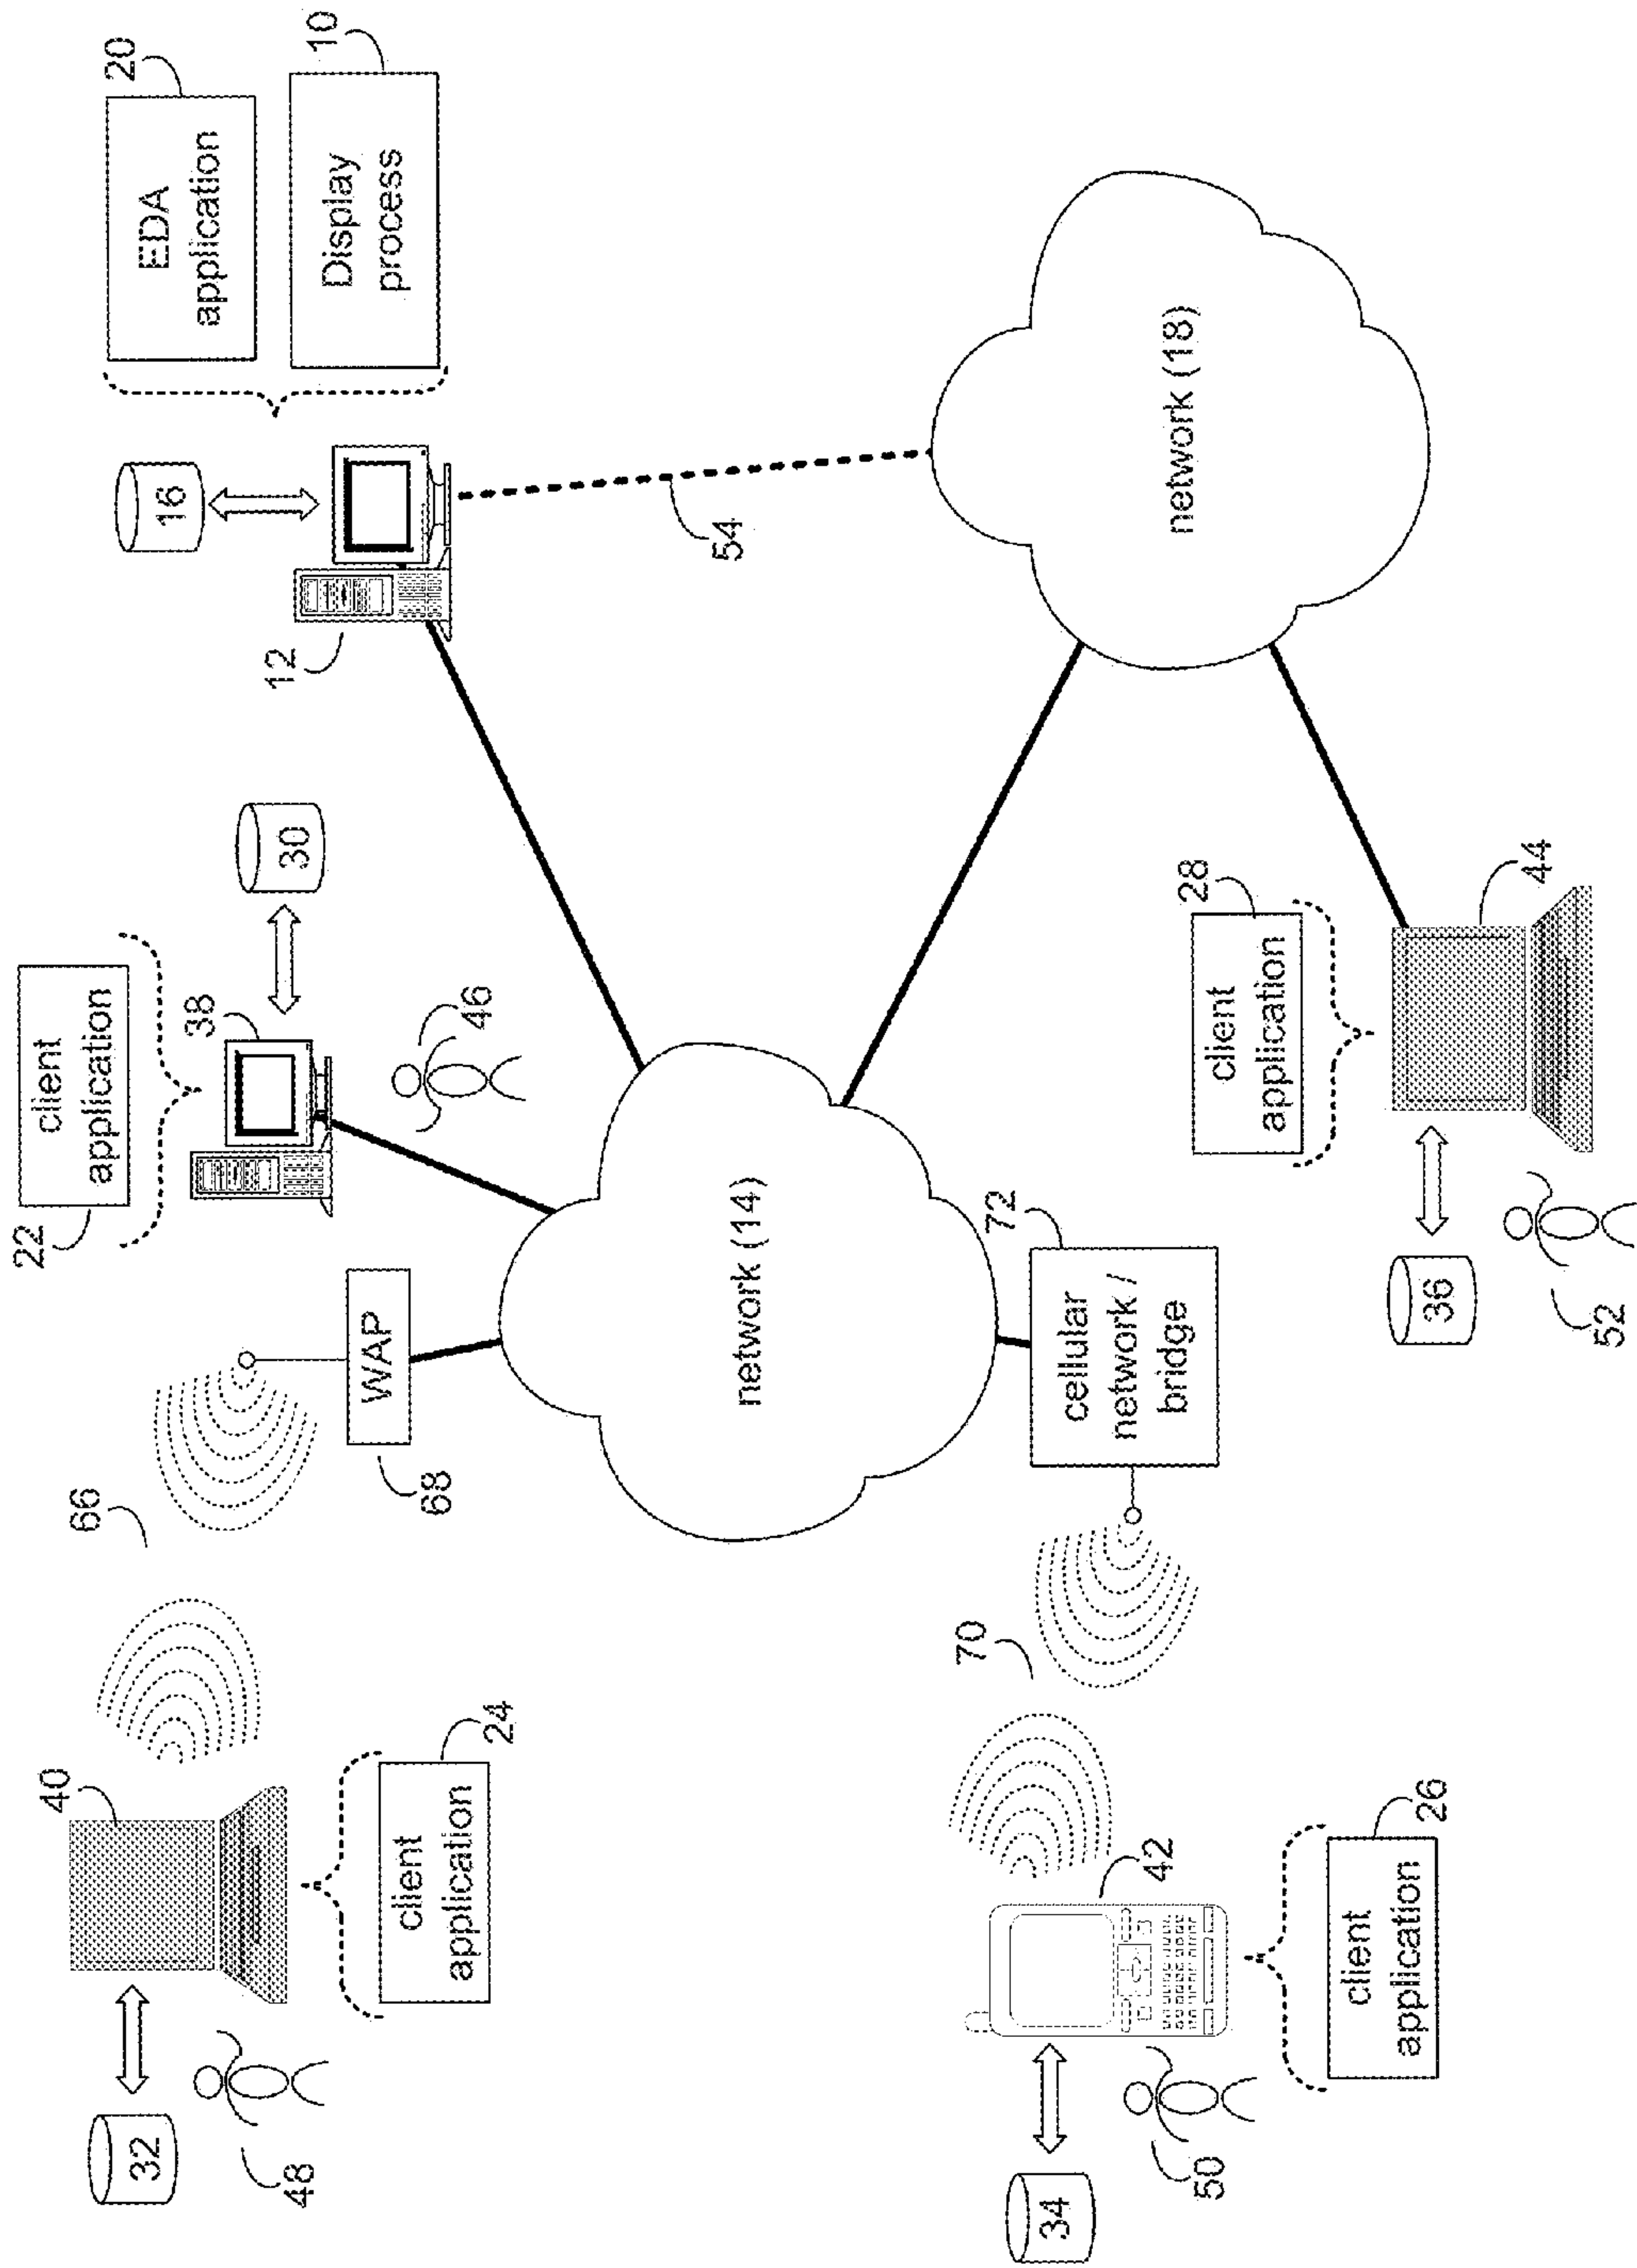 20
EDA
application
10
Display
process
16
12
22
client
application
38
30
46
66
40
32
48
24
client
application
WAP
68
54
network (14)
network (18)
72
cellular
network /
bridge
70
42
34
50
26
client
application
28
client
application
44
36
52